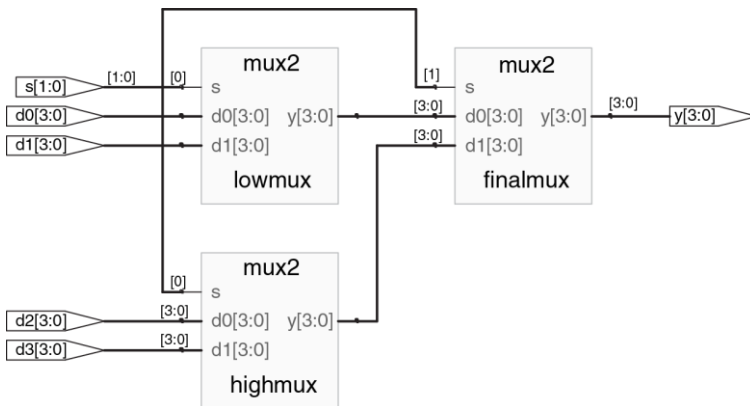 mux2
mux2
[1:0]
[0]
[1]
s[1:0]
s
s
d0[3:0]
d0[3:0]
y[3:0]
[3:0]
d0[3:0]
y[3:0]
[3:0]
y[3:0]
d1[3:0]
d1[3:0]
[3:0]
d1[3:0]
lowmux
finalmux
mux2
[0]
s
d2[3:0]
[3:0]
d0[3:0]
y[3:0]
d3[3:0]
[3:0]
d1[3:0]
highmux